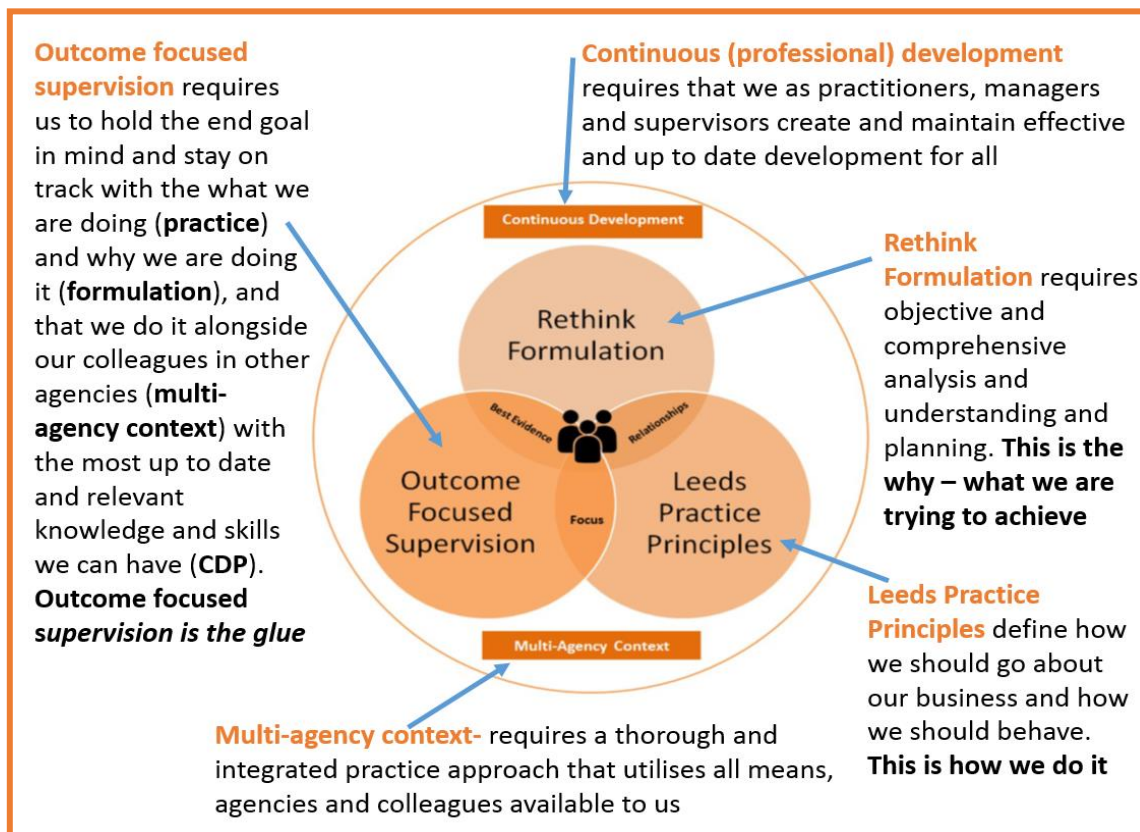 Outcome focused
supervision requires
us to hold the end goal
in mind and stay on
track with the what we
are doing (practice)
and why we are doing
it (formulation), and
that we do it alongside
our colleagues in other
agencies (multi-
agency context) with
the most up to date
and relevant
knowledge and skills
we can have (CDP).
Outcome focused
supervision is the glue
Continuous (professional) development
requires that we as practitioners, managers
and supervisors create and maintain effective
and up to date development for all
Continuous Development
Rethink
Formulation
Best Evidence
Relationships
Outcome
Focused
Supervision
Focus
Leeds
Practice
Principles
Multi-Agency Context
Rethink
Formulation requires
objective and
comprehensive
analysis and
understanding and
planning. This is the
why – what we are
trying to achieve
Leeds Practice
Principles define how
we should go about
our business and how
we should behave.
This is how we do it
Multi-agency context- requires a thorough and
integrated practice approach that utilises all means,
agencies and colleagues available to us